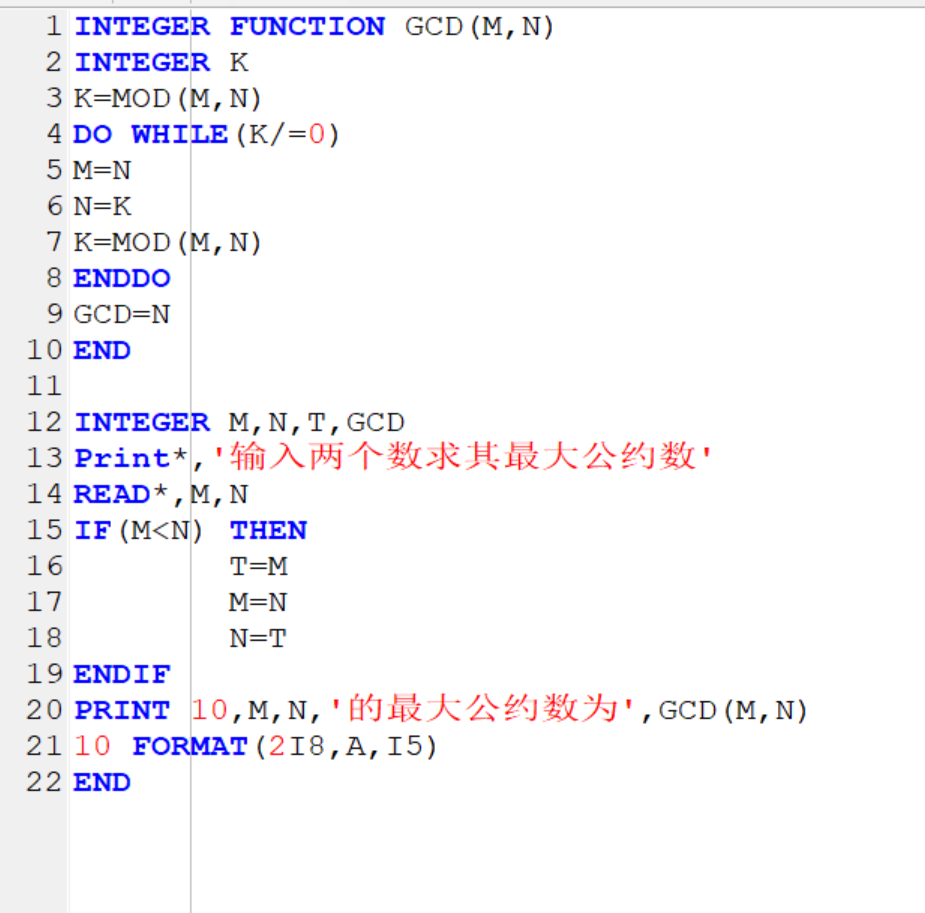 1 INTEGER FUNCTION GCD(M,N)
2 INTEGER K
3 K=MOD(M,N)
4 DO WHILE(K/=0)
5 M=N
6 N=K
7 K=MOD(M,N)
8 ENDDO
9 GCD=N
10 END
11
12 INTEGER M,N,T,GCD
13 Print*,'输入两个数求其最大公约数'
14 READ*,M,N
15 IF(M<N) THEN
16         T=M
17         M=N
18         N=T
19 ENDIF
20 PRINT 10,M,N,'的最大公约数为',GCD(M,N)
21 10 FORMAT(2I8,A,I5)
22 END